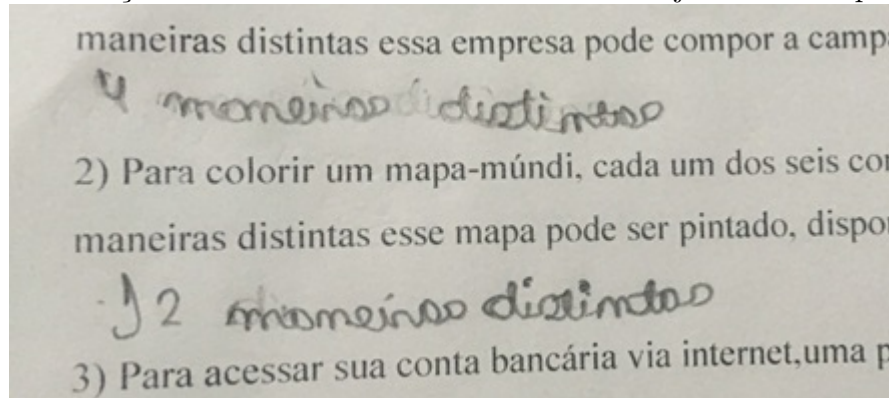 maneiras distintas essa empresa pode compor a camp
4 maneiras distintas
2) Para colorir um mapa-múndi, cada um dos seis con
maneiras distintas esse mapa pode ser pintado, dispo
12 maneiras distintas
3) Para acessar sua conta bancária via internet,uma p